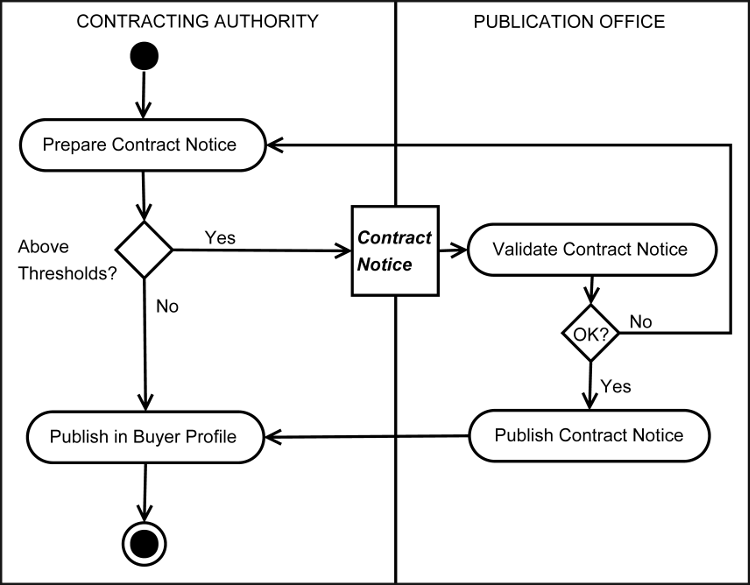 CONTRACTING AUTHORITY
PUBLICATION OFFICE
Prepare Contract Notice
Above
Thresholds?
Yes
No
Contract
Notice
Validate Contract Notice
OK?
No
Yes
Publish in Buyer Profile
Publish Contract Notice